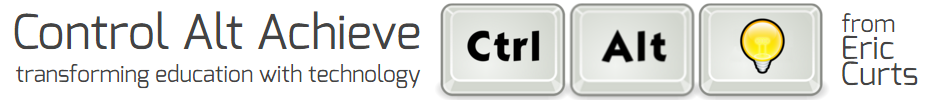 Control Alt Achieve
transforming education with technology
Ctrl
Alt
from
Eric
Curts